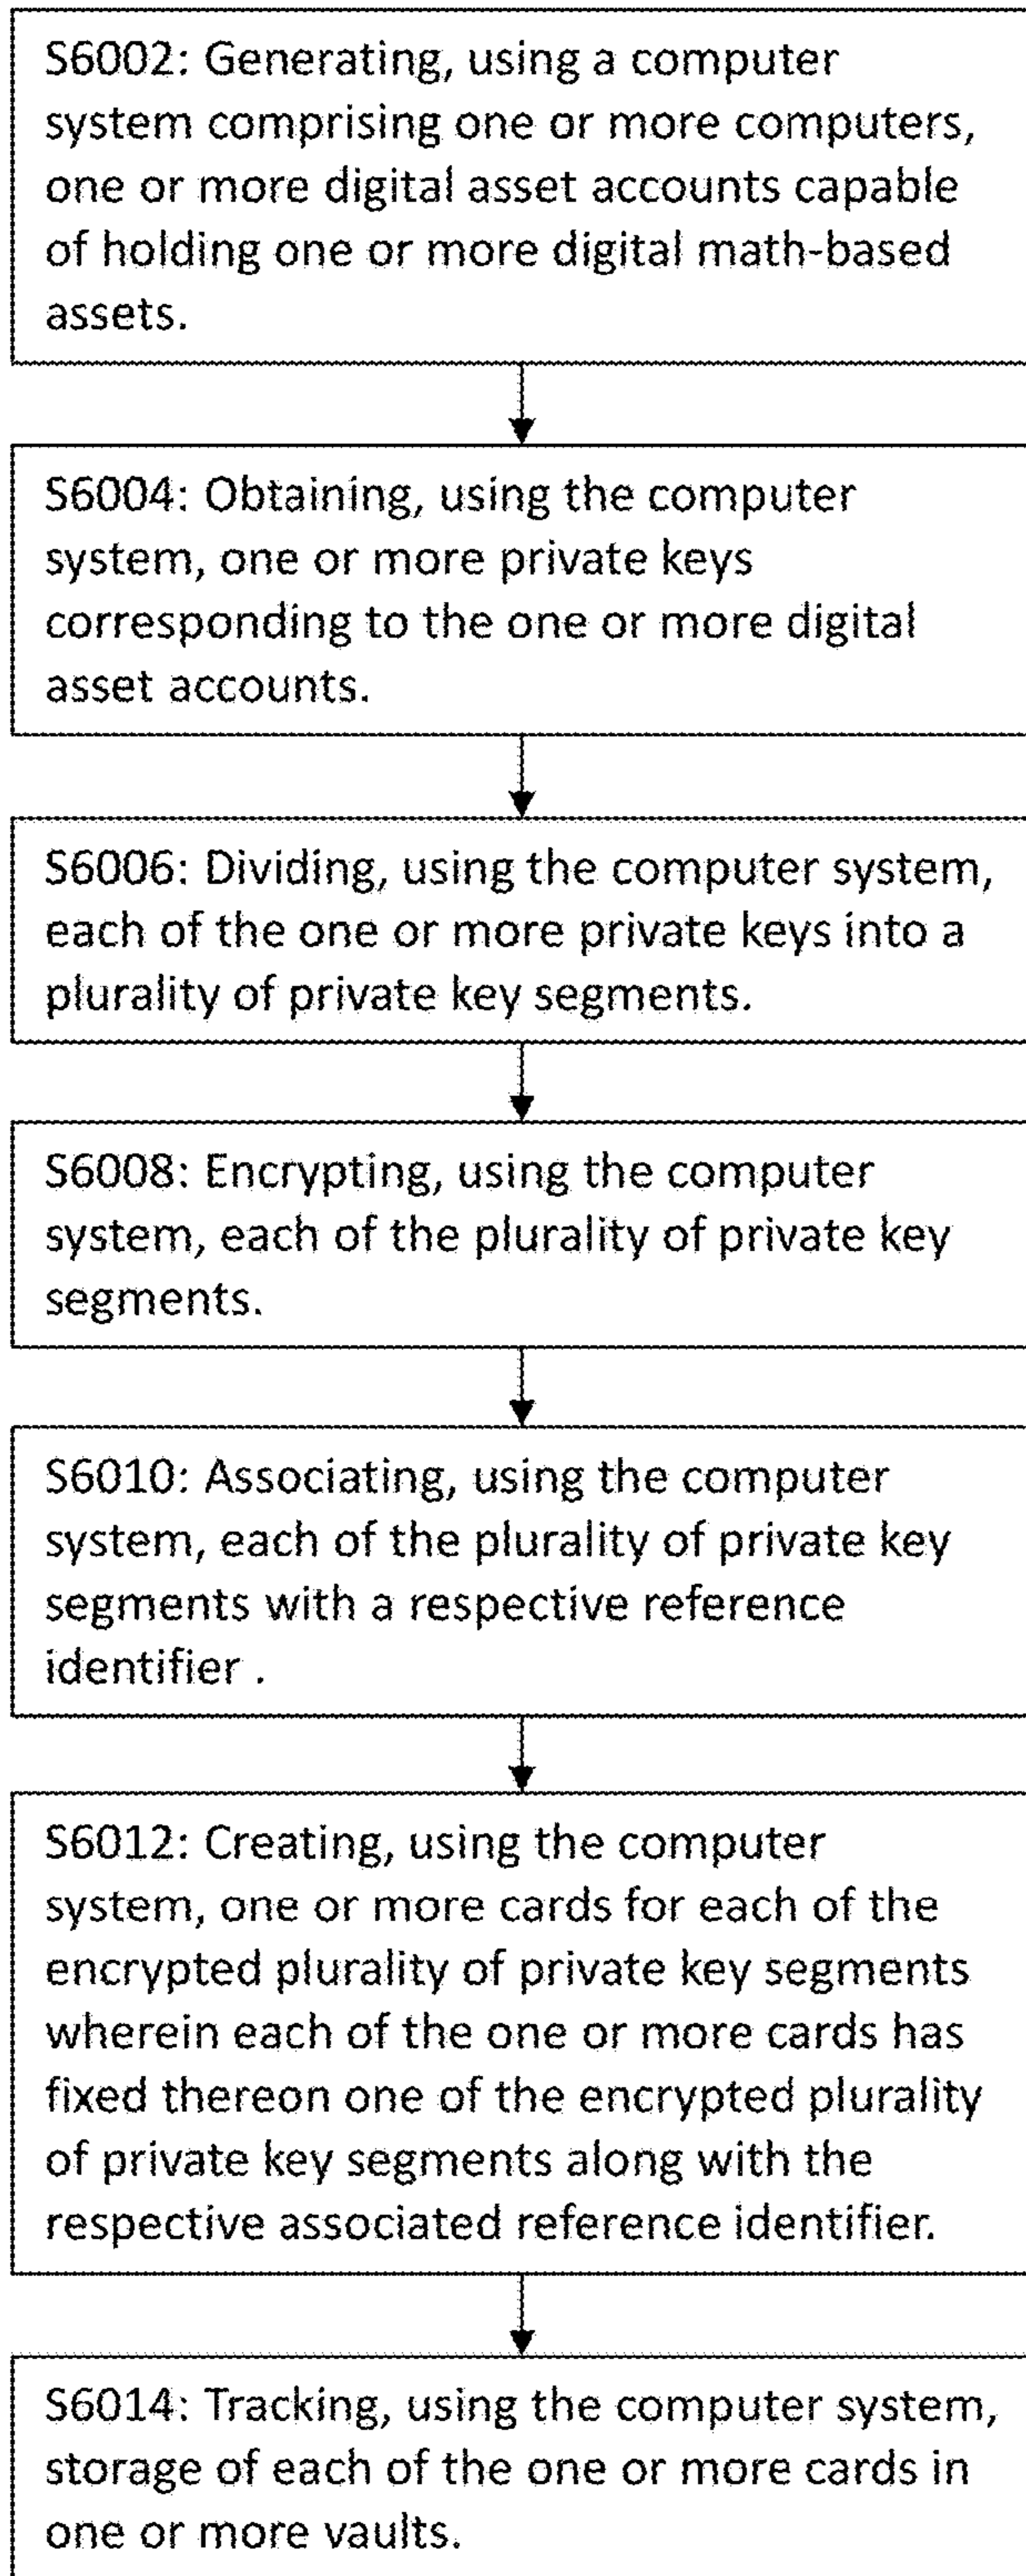 S6002: Generating, using a computer
system comprising one or more computers,
one or more digital asset accounts capable
of holding one or more digital math-based
assets.
S6004: Obtaining, using the computer
system, one or more private keys
corresponding to the one or more digital
asset accounts.
S6006: Dividing, using the computer system,
each of the one or more private keys into a
plurality of private key segments.
S6008: Encrypting, using the computer
system, each of the plurality of private key
segments.
S6010: Associating, using the computer
system, each of the plurality of private key
segments with a respective reference
identifier .
S6012: Creating, using the computer
system, one or more cards for each of the
encrypted plurality of private key segments
wherein each of the one or more cards has
fixed thereon one of the encrypted plurality
of private key segments along with the
respective associated reference identifier.
S6014: Tracking, using the computer system,
storage of each of the one or more cards in
one or more vaults.